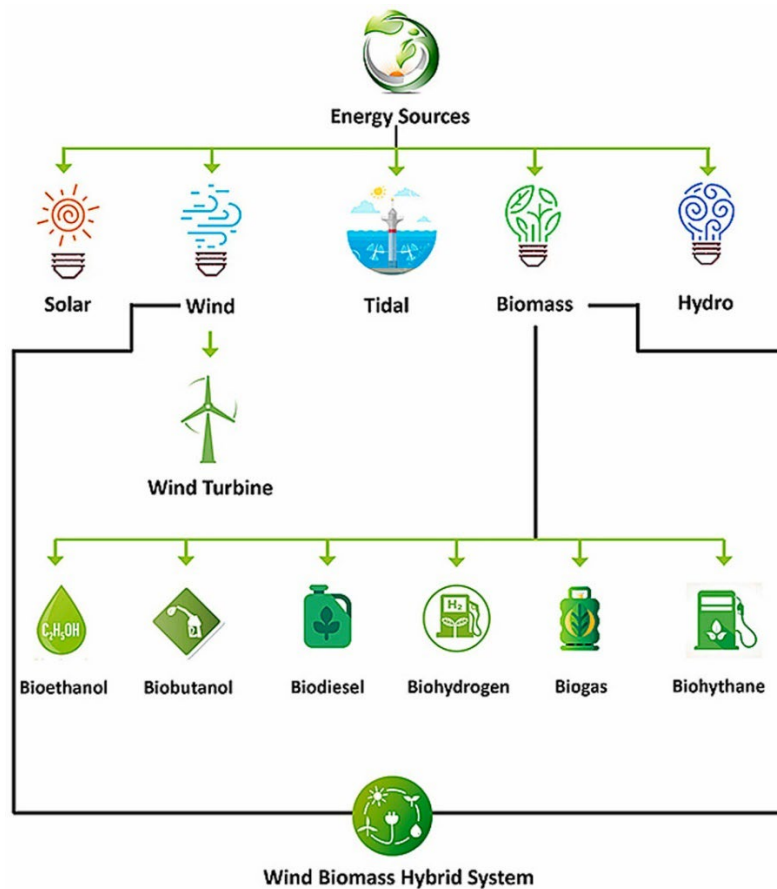 Energy Sources
Solar
Wind
Tidal
Biomass
Hydro
Wind Turbine
C₂H₅OH
H₂
Bioethanol
Biobutanol
Biodiesel
Biohydrogen
Biogas
Biohythane
Wind Biomass Hybrid System